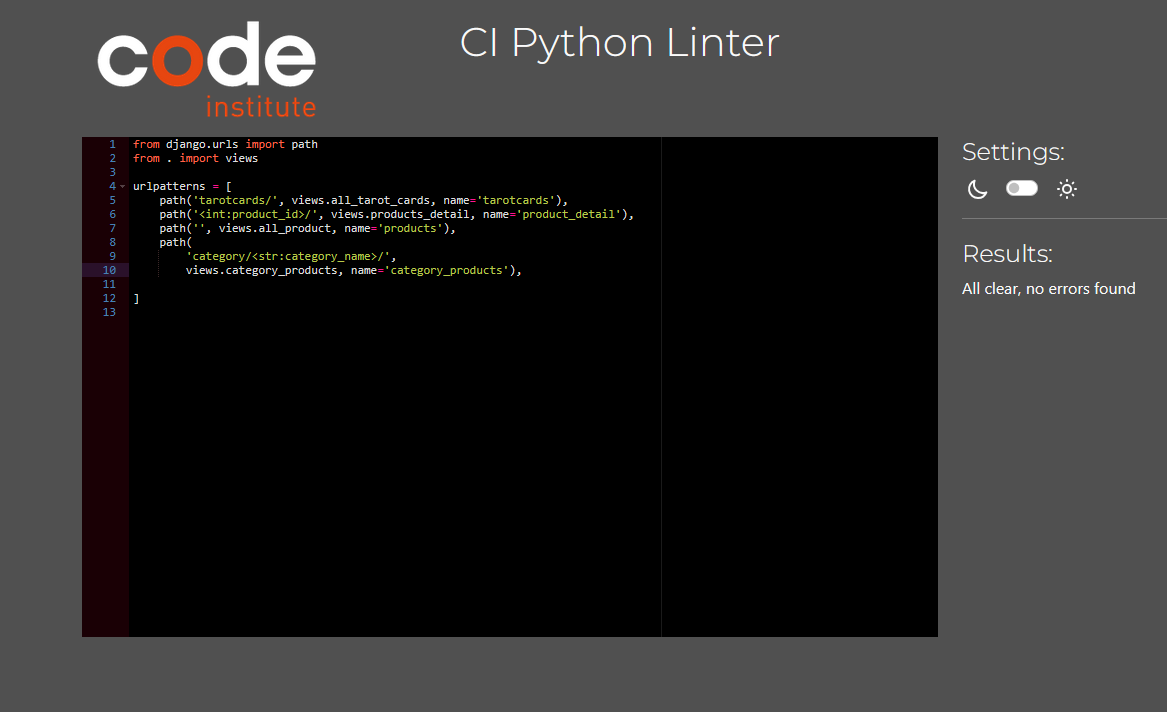 code
institute
CI Python Linter
1 from django.urls import path
2 from . import views
3
4 urlpatterns = [
5     path('tarotcards/', views.all_tarot_cards, name='tarotcards'),
6     path('<int:product_id>/', views.products_detail, name='product_detail'),
7     path('', views.all_product, name='products'),
8     path(
9         'category/<str:category_name>/',
10         views.category_products, name='category_products'),
11
12 ]
13
Settings:
Results:
All clear, no errors found